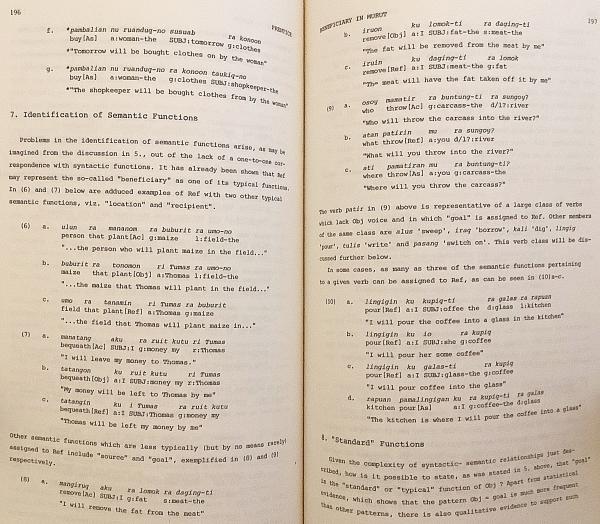 196
PRENTICE
f. *pambalian nu ruandug-no susuab ra konoon
buy[As] a:woman-the SUBJ:tomorrow g:clothes
*"Tomorrow will be bought clothes on by the woman"
g. *pambalian nu ruandug-no ra konoon tsukig-no
buy[As] a:woman-the g:clothes SUBJ:shopkeeper-the
*"The shopkeeper will be bought clothes from by the woman"
7. Identification of Semantic Functions
Problems in the identification of semantic functions arise, as may be
imagined from the discussion in 5., out of the lack of a one-to-one cor-
respondence with syntactic functions. It has already been shown that Ref
may represent the so-called "beneficiary" as one of its typical functions.
In (6) and (7) below are adduced examples of Ref with two other typical
semantic functions, viz. "location" and "recipient".
(6) a. ulun ra mananom ra buburit ra umo-no
person that plant[Ac] g:maize l:field-the
"...the person who will plant maize in the field..."
b. buburit ra tonomon ri Tumas ra umo-no
maize that plant[Obj] a:Thomas l:field-the
"...the maize that Thomas will plant in the field..."
c. umo ra tanamin ri Tumas ra buburit
field that plant[Ref] a:Thomas g:maize
"...the field that Thomas will plant maize in..."
(7) a. manatang aku ra ruit kutu ri Tumas
bequeath[Ac] SUBJ:I g:money my r:Thomas
"I will leave my money to Thomas."
b. tatangon ku ruit kutu ri Tumas
bequeath[Obj] a:I SUBJ:money my r:Thomas
"My money will be left to Thomas by me"
c. tatangin ku i Tumas ra ruit kutu
bequeath[Ref] a:I SUBJ:Thomas g:money my
"Thomas will be left my money by me"
Other semantic functions which are less typically (but by no means rarely)
assigned to Ref include "source" and "goal", exemplified in (8) and (9)
respectively.
(8) a. mangirug aku ra lomok ra daging-ti
remove[Ac] SUBJ:I g:fat s:meat-the
"I will remove the fat from the meat"
BENEFICIARY IN MURUT
197
b. iruon ku lomok-ti ra daging-ti
remove[Obj] a:I SUBJ:fat-the s:meat-the
"The fat will be removed from the meat by me"
c. iruin ku daging-ti ra lomok
remove[Ref] a:I SUBJ:meat-the g:fat
"The meat will have the fat taken off it by me"
(9) a. osoy mamatir ra buntung-ti ra sungoy?
who throw[Ac] g:carcass-the d/l?:river
"Who will throw the carcass into the river?"
b. atan patirin mu ra sungoy?
what throw[Ref] a:you d/l?:river
"What will you throw into the river?"
c. ati pamatiran mu ra buntung-ti?
where throw[As] a:you g:carcass-the
"Where will you throw the carcass?"
The verb patir in (9) above is representative of a large class of verbs
which lack Obj voice and in which "goal" is assigned to Ref. Other members
of the same class are alus 'sweep', iraq 'borrow', kali 'dig', lingig
'pour', tulis 'write' and pasang 'switch on'. This verb class will be dis-
cussed further below.
In some cases, as many as three of the semantic functions pertaining
to a given verb can be assigned to Ref, as can be seen in (10)a-c.
(10) a. lingigin ku kupiq-ti ra galas ra rapuan
pour[Ref] a:I SUBJ:coffee the d:glass l:kitchen
"I will pour the coffee into a glass in the kitchen"
b. lingigin ku io ra kupiq
pour[Ref] a:I SUBJ:she g:coffee
"I will pour her some coffee"
c. lingigin ku galas-ti ra kupiq
pour[Ref] a:I SUBJ:glass-the g:coffee
"I will pour coffee into the glass"
d. rapuan pamalingigan ku ra kupiq-ti ra galas
kitchen pour[As] a:I g:coffee-the d:glass
"The kitchen is where I will pour the coffee into a glass"
8. "Standard" Functions
Given the complexity of syntactic- semantic relationships just des-
cribed, how is it possible to state, as was stated in 5. above, that "goal"
is the "standard" or "typical" function of Obj ? Apart from statistical
evidence, which shows that the pattern Obj = goal is much more frequent
than other patterns, there is also qualitative evidence to support such